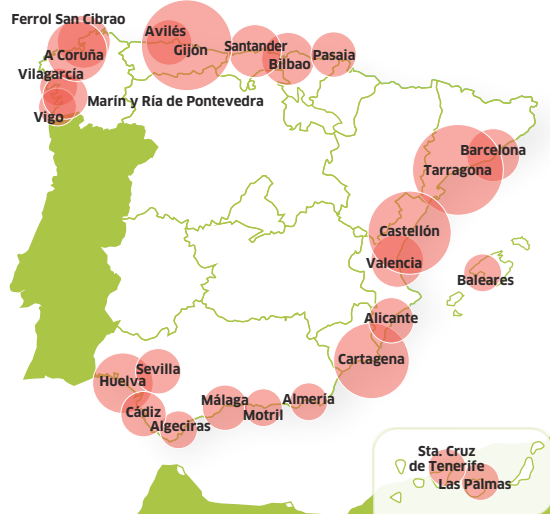 Ferrol San Cibrao
A Coruña
Vilagarcía
Marín y Ría de Pontevedra
Vigo
Avilés
Gijón
Santander
Bilbao
Pasaia
Barcelona
Tarragona
Castellón
Valencia
Baleares
Alicante
Cartagena
Sevilla
Huelva
Cádiz
Algeciras
Málaga
Motril
Almería
Sta. Cruz
de Tenerife
Las Palmas